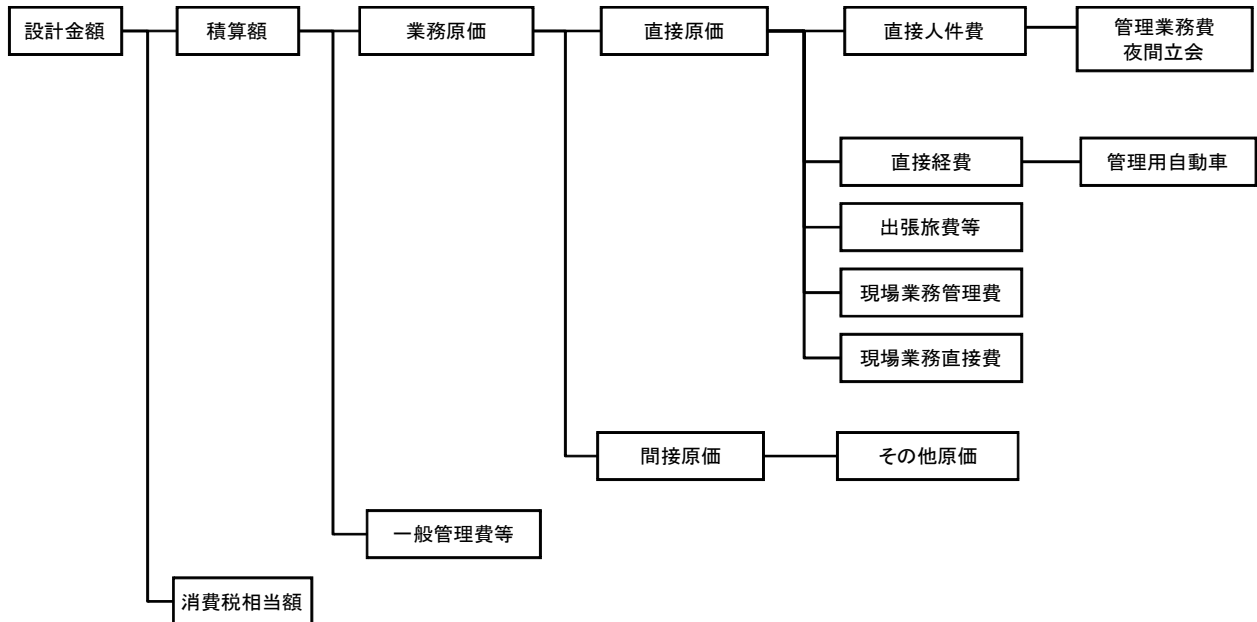 設計金額
積算額
業務原価
直接原価
直接人件費
管理業務費
夜間立会
直接経費
管理用自動車
出張旅費等
現場業務管理費
現場業務直接費
間接原価
その他原価
一般管理費等
消費税相当額